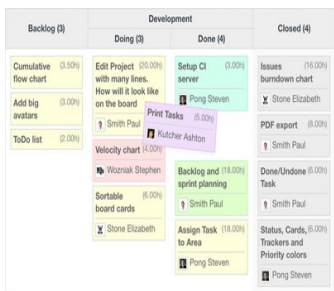 Development
Backlog (3)
Closed (4)
Doing (3)
Done (4)
Cumulative (3.50h)
flow chart
Add big (3.00h)
avatars
ToDo list (2.00h)
Edit Project (20.00h)
with many lines.
How will it look like
on the board
Smith Paul
Velocity chart (4.00h)
Wozniak Stephen
Sortable (6.00h)
board cards
Stone Elizabeth
Print Tasks (5.00h)
Kutcher Ashton
Setup CI (3.00h)
server
Pong Steven
Backlog and (18.00h)
sprint planning
Smith Paul
Assign Task (18.00h)
to Area
Pong Steven
Issues (16.00h)
burndown chart
Stone Elizabeth
PDF export (8.00h)
Smith Paul
Done/Undone (6.00h)
Task
Smith Paul
Status, Cards, (6.00h)
Trackers and
Priority colors
Pong Steven